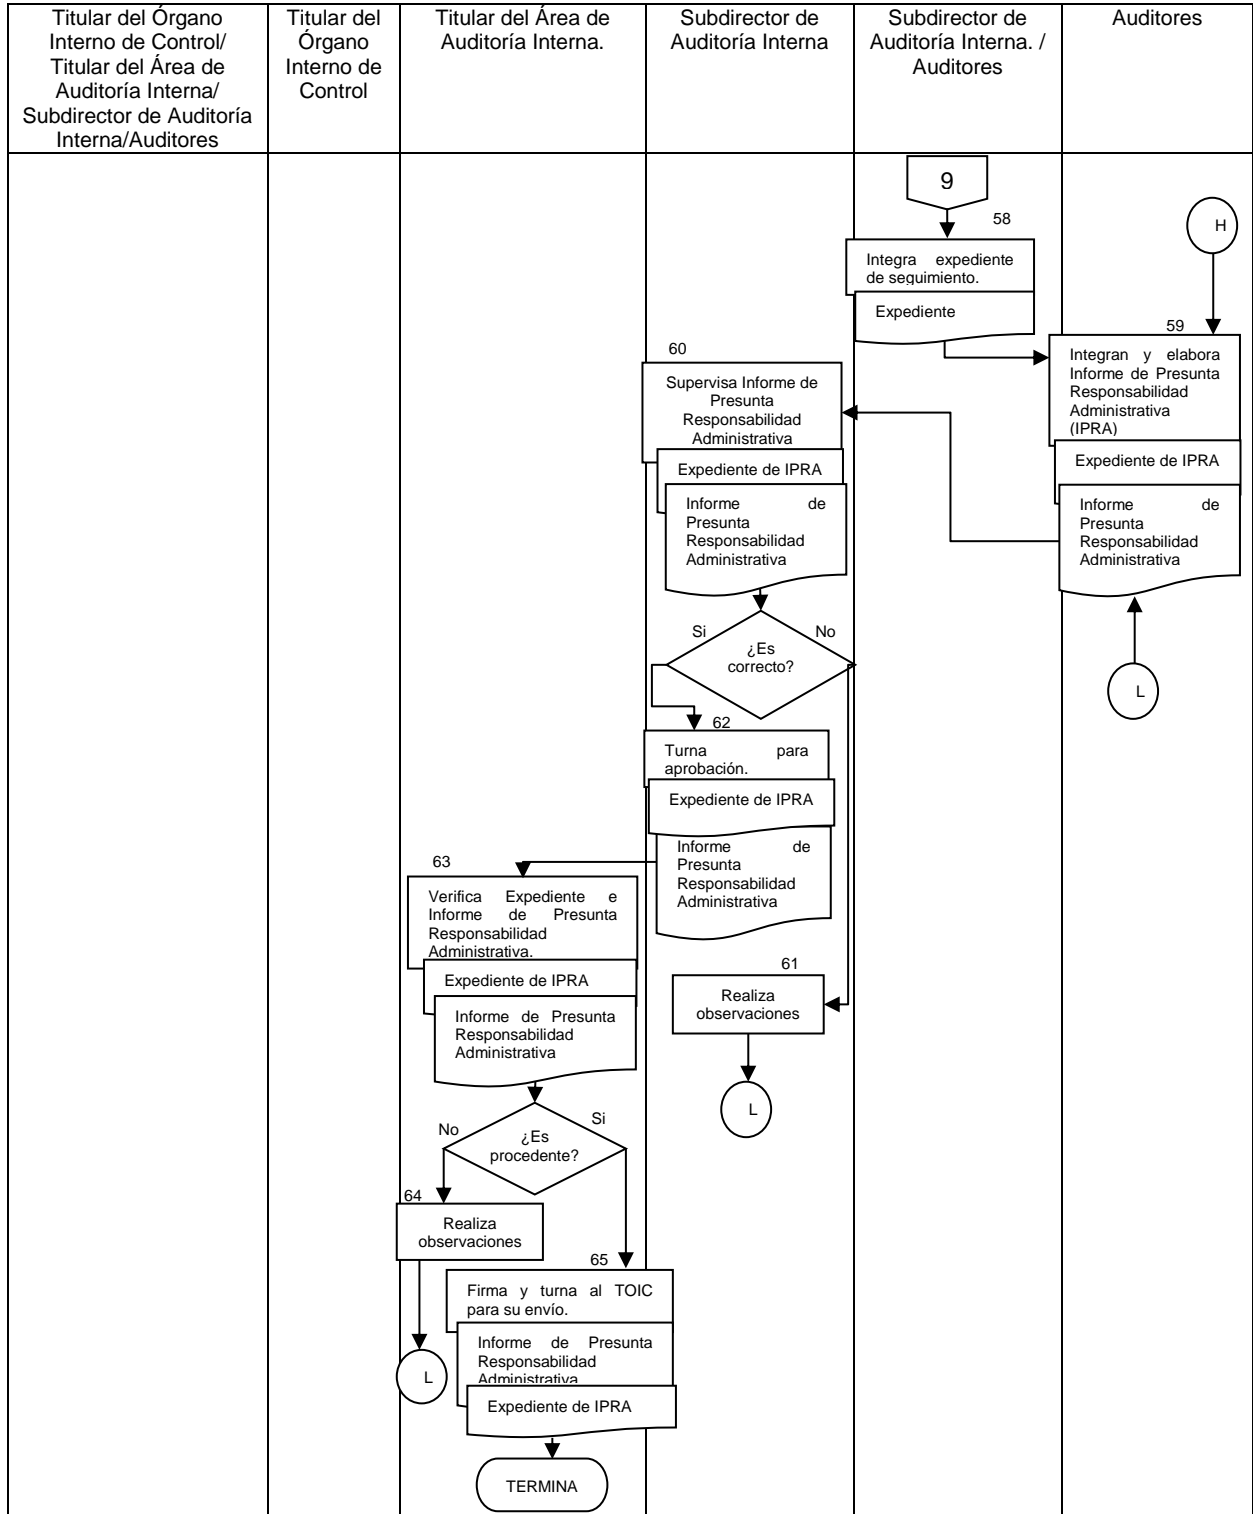 Titular del Órgano
Interno de Control/
Titular del Área de
Auditoría Interna/
Subdirector de Auditoría
Interna/Auditores
Titular del
Órgano
Interno de
Control
Titular del Área de
Auditoría Interna.
Subdirector de
Auditoría Interna
Subdirector de
Auditoría Interna. /
Auditores
Auditores
9
58
H
Integra expediente
de seguimiento.
Expediente
59
Integran y elabora
Informe de Presunta
Responsabilidad
Administrativa
(IPRA)
Expediente de IPRA
Informe de
Presunta
Responsabilidad
Administrativa
L
60
Supervisa Informe de
Presunta
Responsabilidad
Administrativa
Expediente de IPRA
Informe de
Presunta
Responsabilidad
Administrativa
Si
No
¿Es
correcto?
62
Turna para
aprobación.
Expediente de IPRA
Informe de
Presunta
Responsabilidad
Administrativa
61
Realiza
observaciones
L
63
Verifica Expediente e
Informe de Presunta
Responsabilidad
Administrativa.
Expediente de IPRA
Informe de Presunta
Responsabilidad
Administrativa
No
Si
¿Es
procedente?
64
Realiza
observaciones
L
65
Firma y turna al TOIC
para su envío.
Informe de Presunta
Responsabilidad
Administrativa
Expediente de IPRA
TERMINA